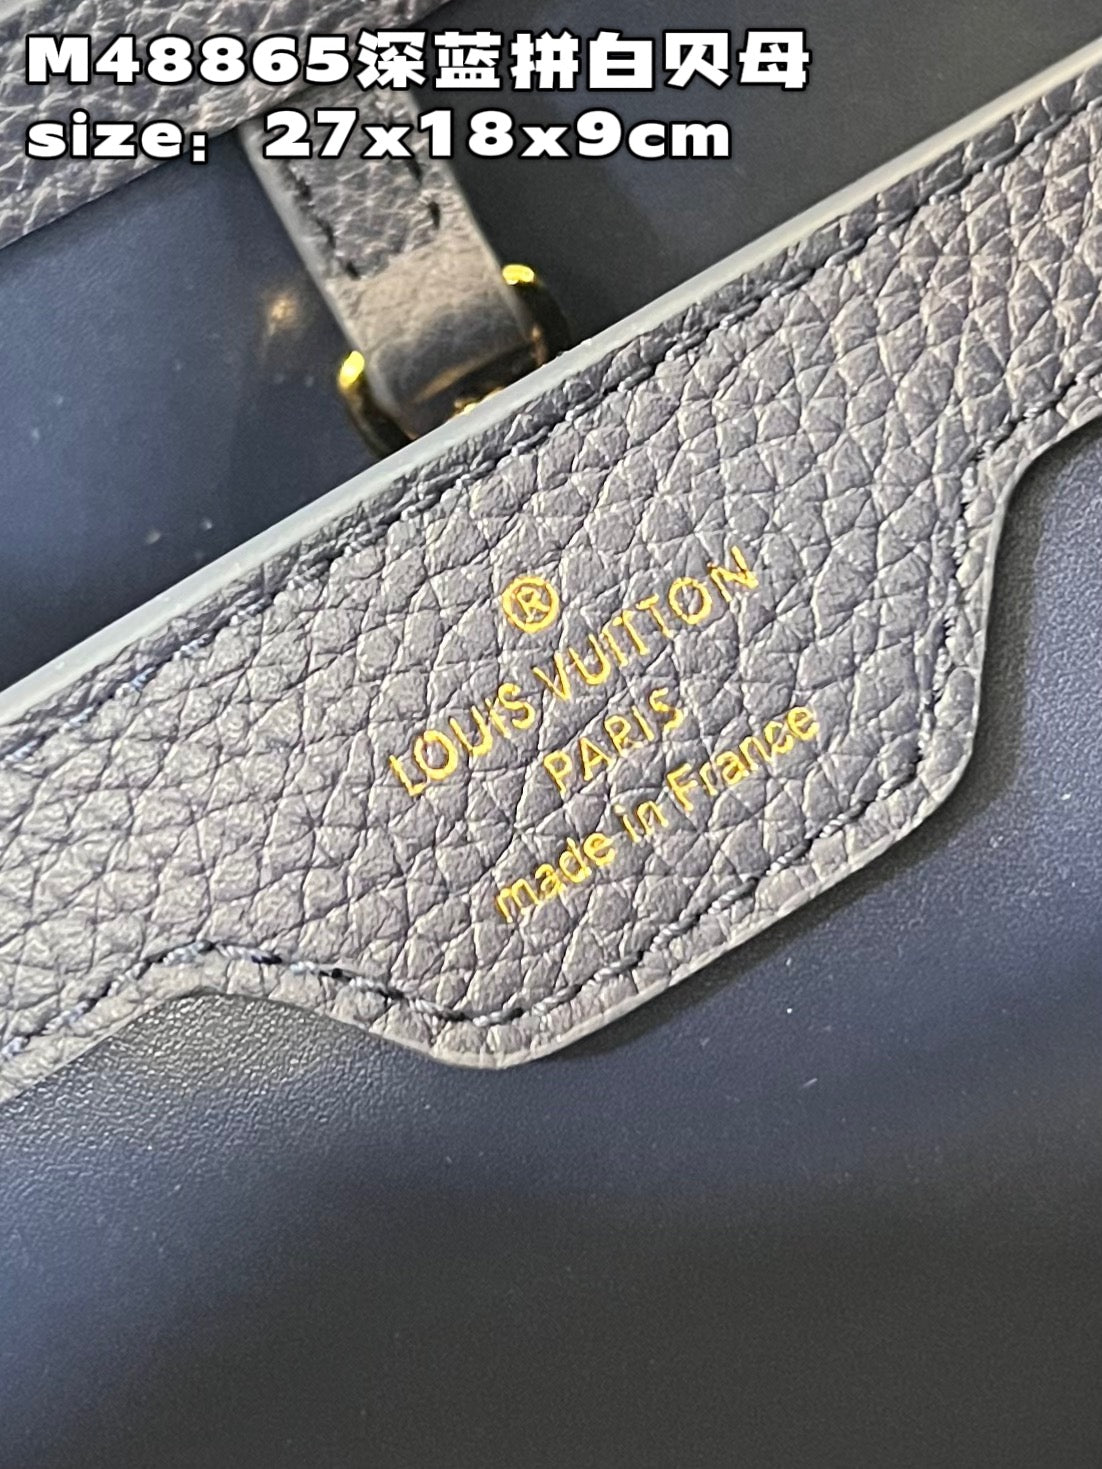 M48865深蓝拼白贝母
size：27x18x9cm
®
LOUIS VUITTON
PARIS
made in France